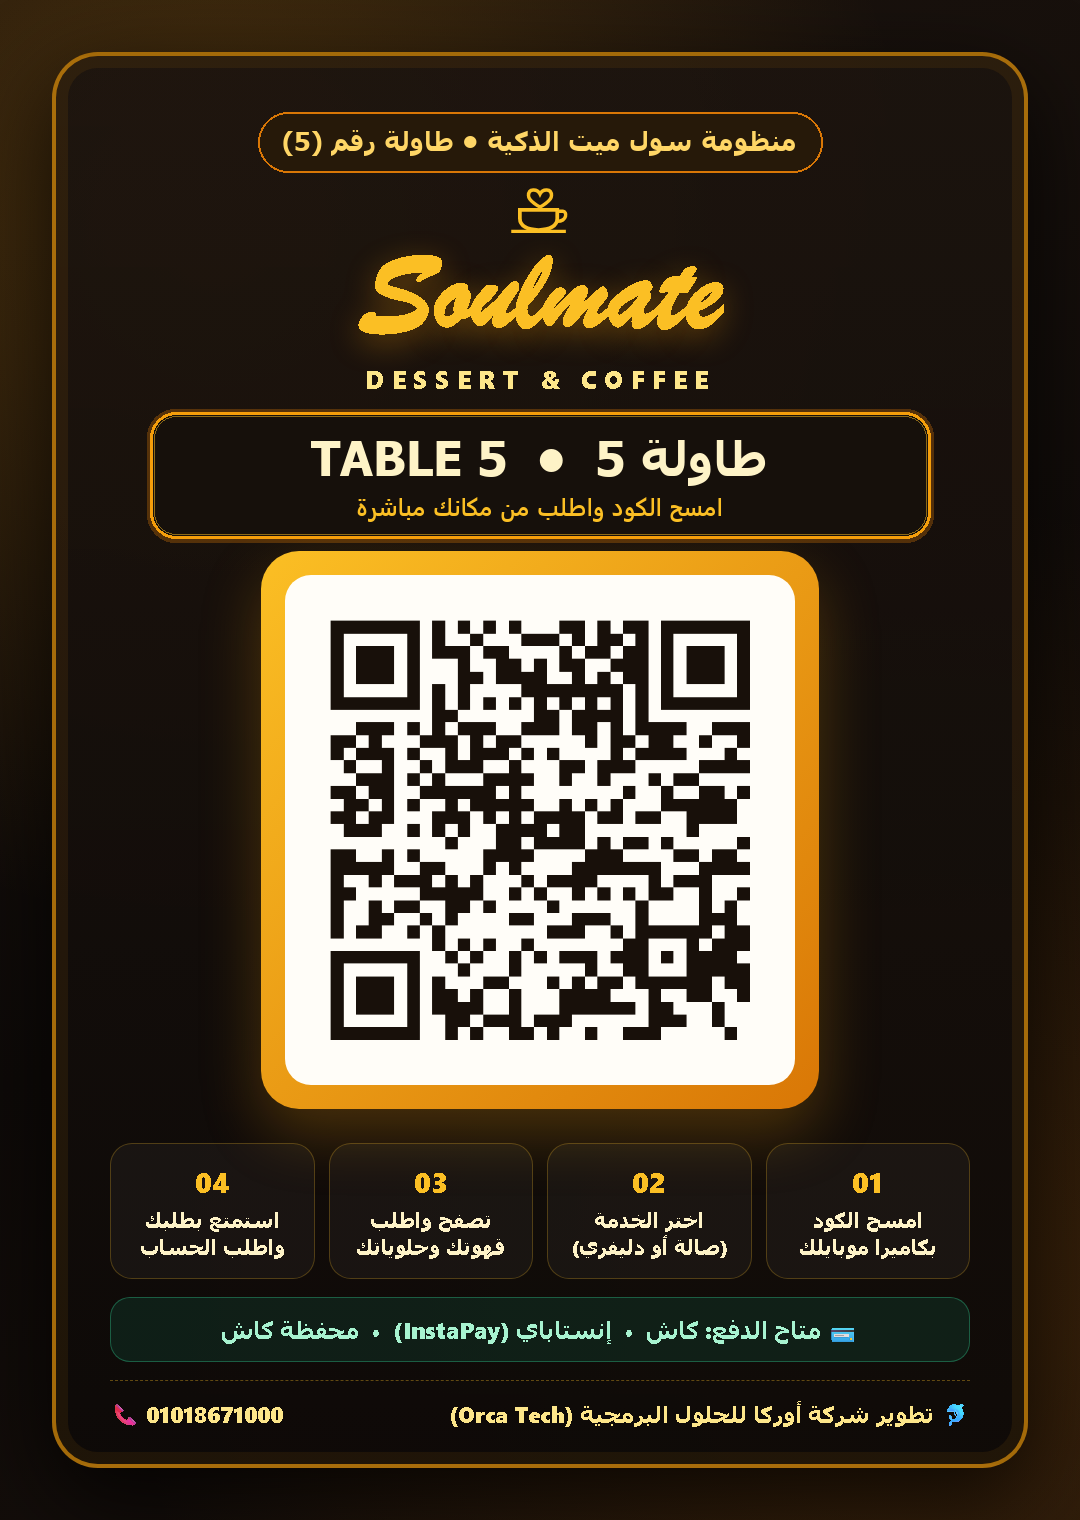 منظومة سول ميت الذكية • طاولة رقم (5)
Soulmate
DESSERT & COFFEE
طاولة 5 • TABLE 5
امسح الكود واطلب من مكانك مباشرة
01
امسح الكود
بكاميرا موبايلك
02
اختر الخدمة
(صالة أو دليفري)
03
تصفح واطلب
قهوتك وحلوياتك
04
استمتع بطلبك
واطلب الحساب
متاح الدفع: كاش • إنستاباي (InstaPay) • محفظة كاش
تطوير شركة أوركا للحلول البرمجية (Orca Tech)
01018671000